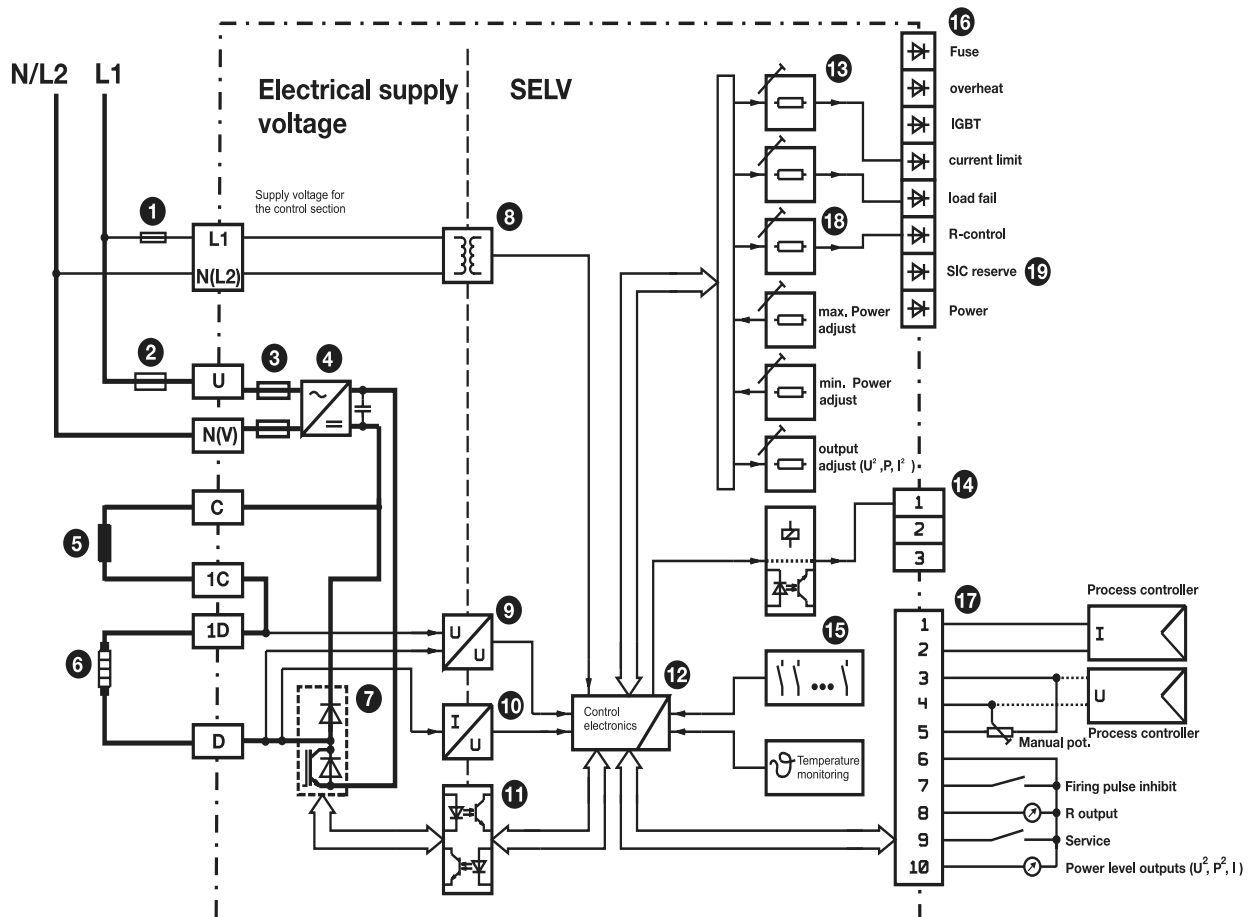 N/L2 L1
Electrical supply
voltage
SELV
Supply voltage for
the control section
1
L1
N(L2)
8
2
U
3
4
N(V)
C
5
1C
1D
6
D
7
9
U
U
10
I
U
11
12
Control
electronics
13
18
max. Power
adjust
min. Power
adjust
output
adjust (U², P, I² )
14
1
2
3
15
Temperature
monitoring
16
Fuse
overheat
IGBT
current limit
load fail
R-control
SIC reserve 19
Power
17
1
2
3
4
5
6
7
8
9
10
Process controller
I
U
Process controller
Manual pot.
Firing pulse inhibit
R output
Service
Power level outputs (U², P², I)